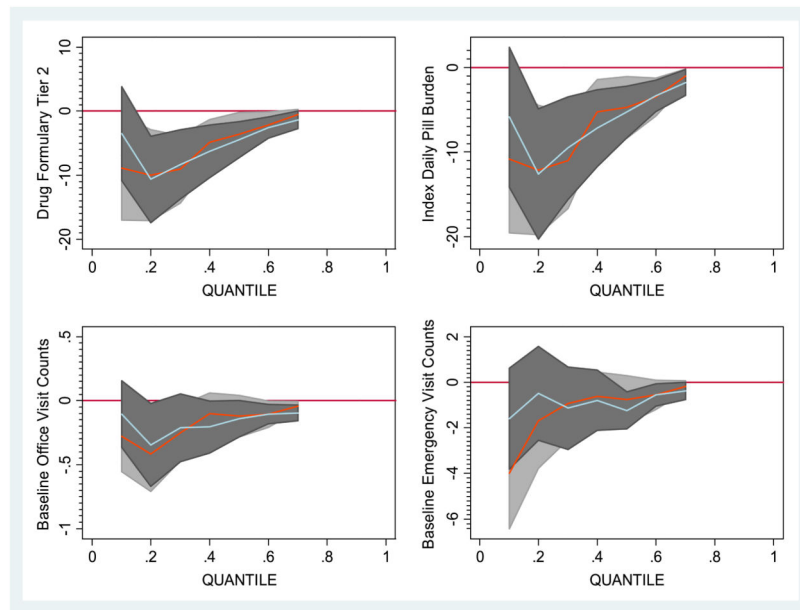 Drug Formulary Tier 2
10
0
-10
-20
0 .2 .4 .6 .8 1
QUANTILE
Index Daily Pill Burden
0
-10
-20
0 .2 .4 .6 .8 1
QUANTILE
Baseline Office Visit Counts
.5
0
-.5
-1
0 .2 .4 .6 .8 1
QUANTILE
Baseline Emergency Visit Counts
2
0
-2
-4
-6
0 .2 .4 .6 .8 1
QUANTILE